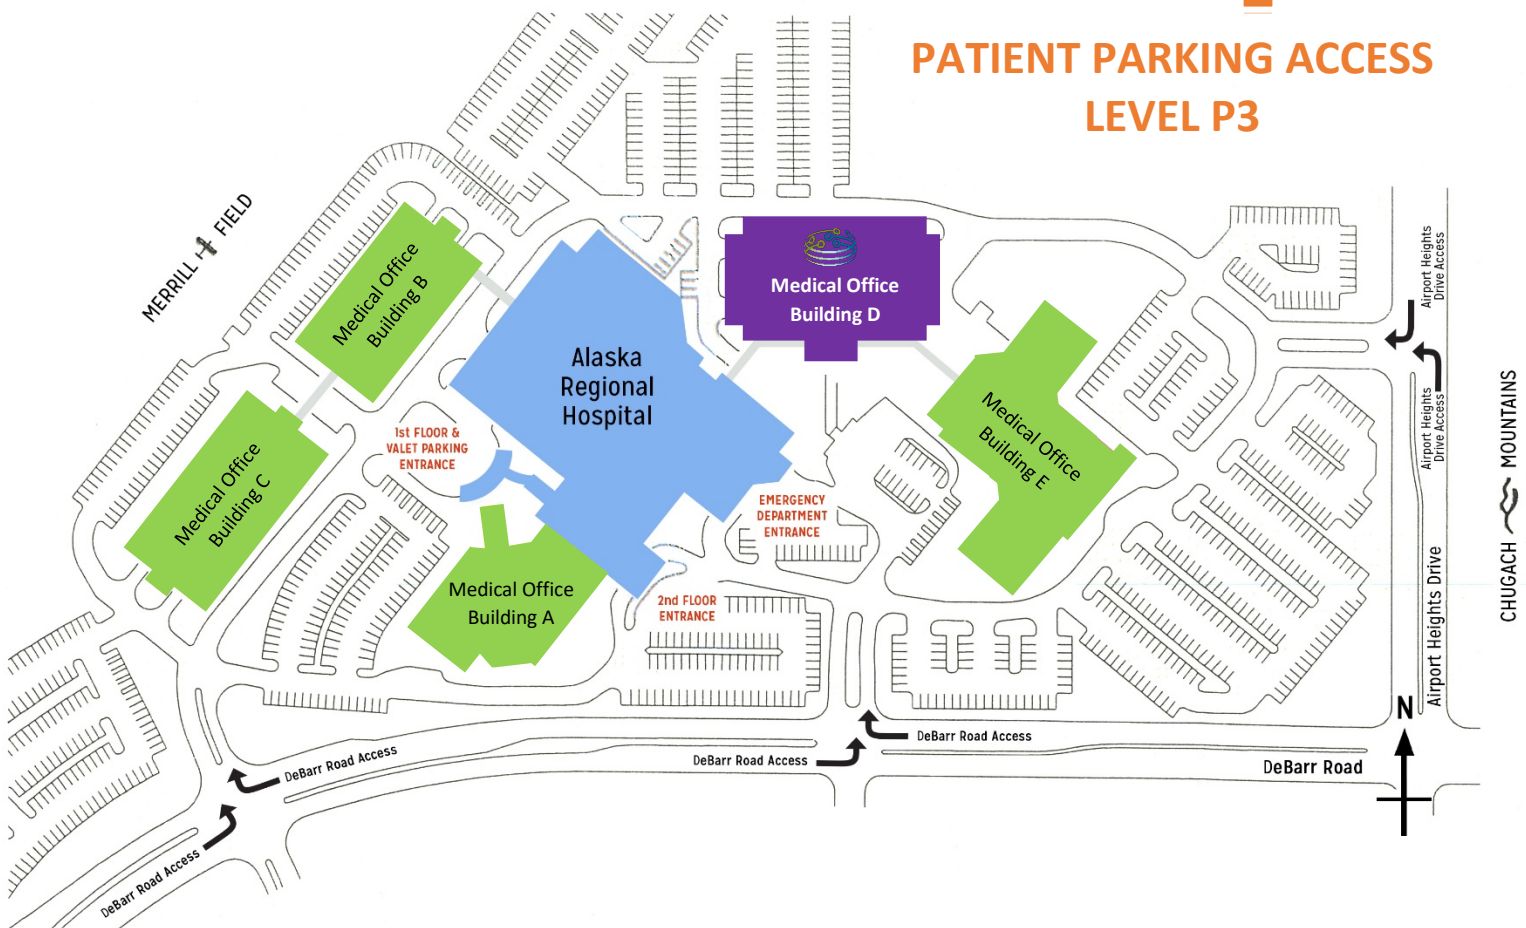 PATIENT PARKING ACCESS
LEVEL P3
MERRILL FIELD
Medical Office
Building B
Medical Office
Building D
Airport Heights
Drive Access
Alaska
Regional
Hospital
Airport Heights
Drive Access
1st FLOOR &
VALET PARKING
ENTRANCE
Medical Office
Building C
Medical Office
Building E
CHUGACH MOUNTAINS
EMERGENCY
DEPARTMENT
ENTRANCE
Medical Office
Building A
2nd FLOOR
ENTRANCE
Airport Heights Drive
N
DeBarr Road Access
DeBarr Road Access
DeBarr Road Access
DeBarr Road
DeBarr Road Access